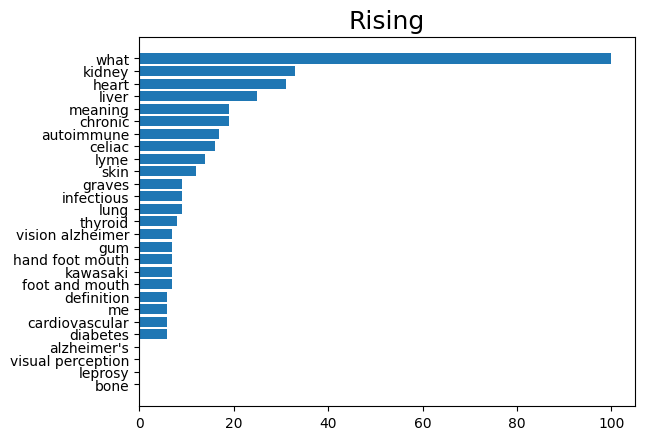 Rising
what
kidney
heart
liver
meaning
chronic
autoimmune
celiac
lyme
skin
graves
infectious
lung
thyroid
vision alzheimer
gum
hand foot mouth
kawasaki
foot and mouth
definition
me
cardiovascular
diabetes
alzheimer's
visual perception
leprosy
bone
0 20 40 60 80 100